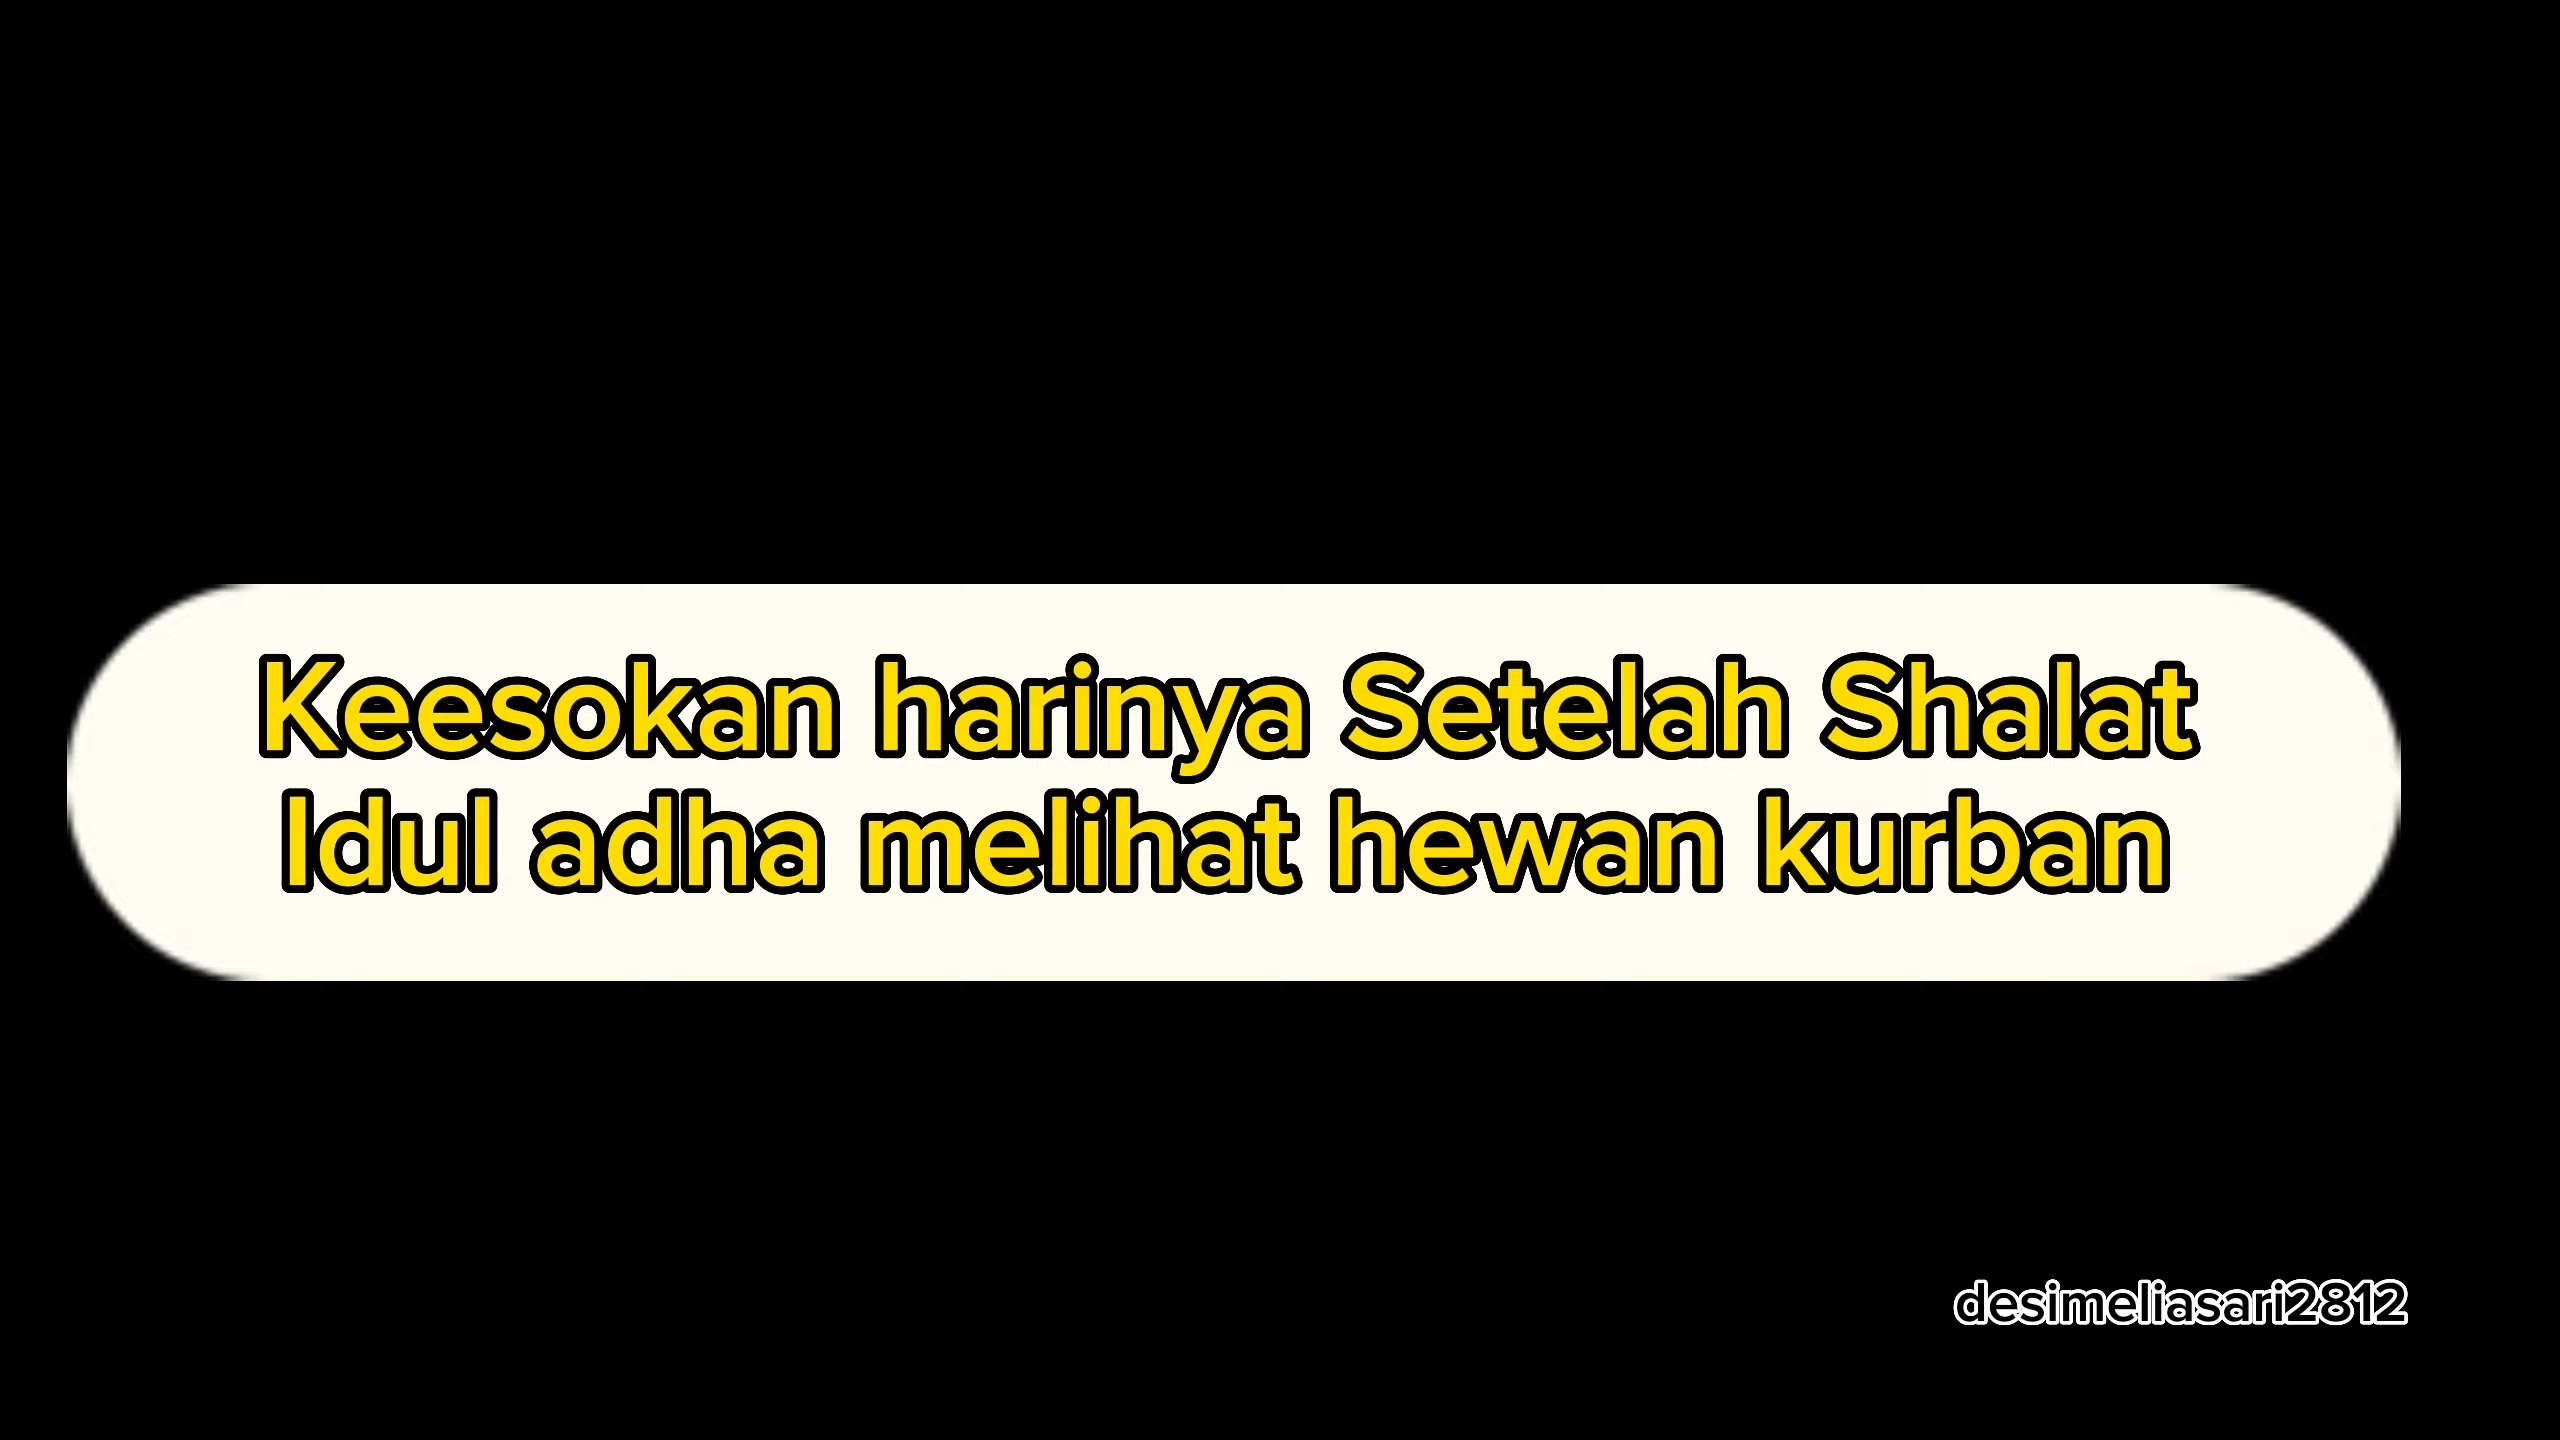 Keesokan harinya Setelah Shalat
Idul adha melihat hewan kurban
desimeliasari2812